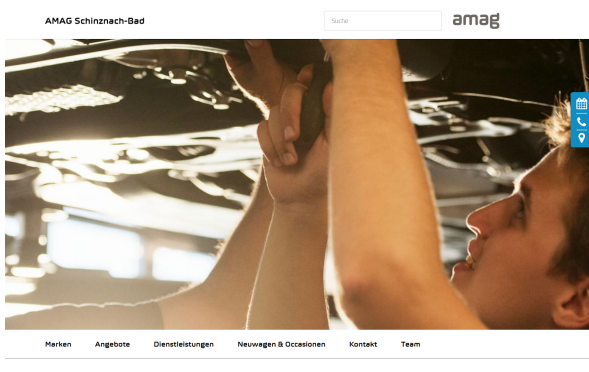 AMAG Schinznach-Bad
Suche
amag
Marken Angebote Dienstleistungen Neuwagen & Occasionen Kontakt Team